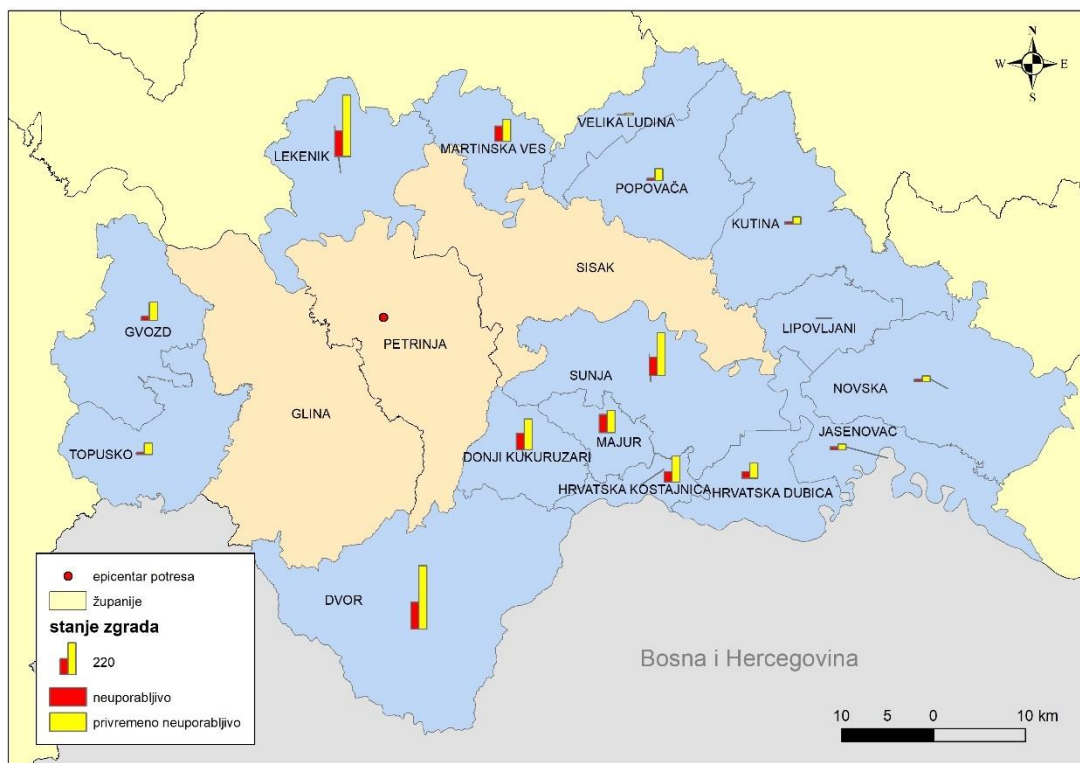 N
W E
S
VELIKA LUDINA
MARTINSKA VES
LEKENIK
POPOVAČA
KUTINA
SISAK
LIPOVLJANI
GVOZD
PETRINJA
SUNJA
NOVSKA
GLINA
JASENOVAC
MAJUR
TOPUSKO
DONJI KUKURUZARI
HRVATSKA KOSTAJNICA
HRVATSKA DUBICA
DVOR
Bosna i Hercegovina
epicentar potresa
županije
stanje zgrada
220
neuporabljivo
privremeno neuporabljivo
10 5 0 10 km